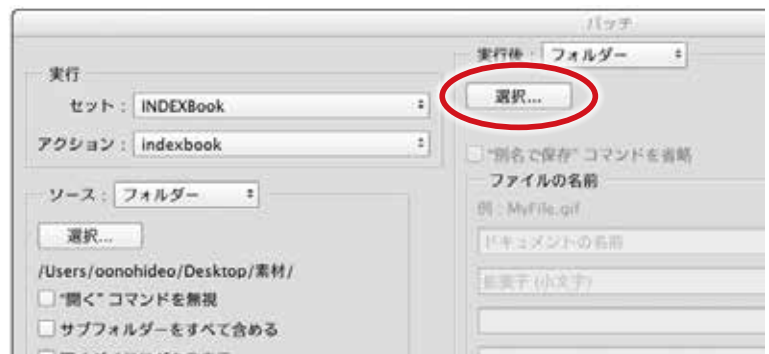 バッチ
実行
セット： INDEXBook
アクション： indexbook
ソース： フォルダー
選択...
/Users/oonohideo/Desktop/素材/
"開く" コマンドを無視
サブフォルダーをすべて含める
実行後： フォルダー
選択...
"別名で保存" コマンドを省略
ファイルの名前
例：MyFile.gif
ドキュメントの名前
拡張子 (小文字)